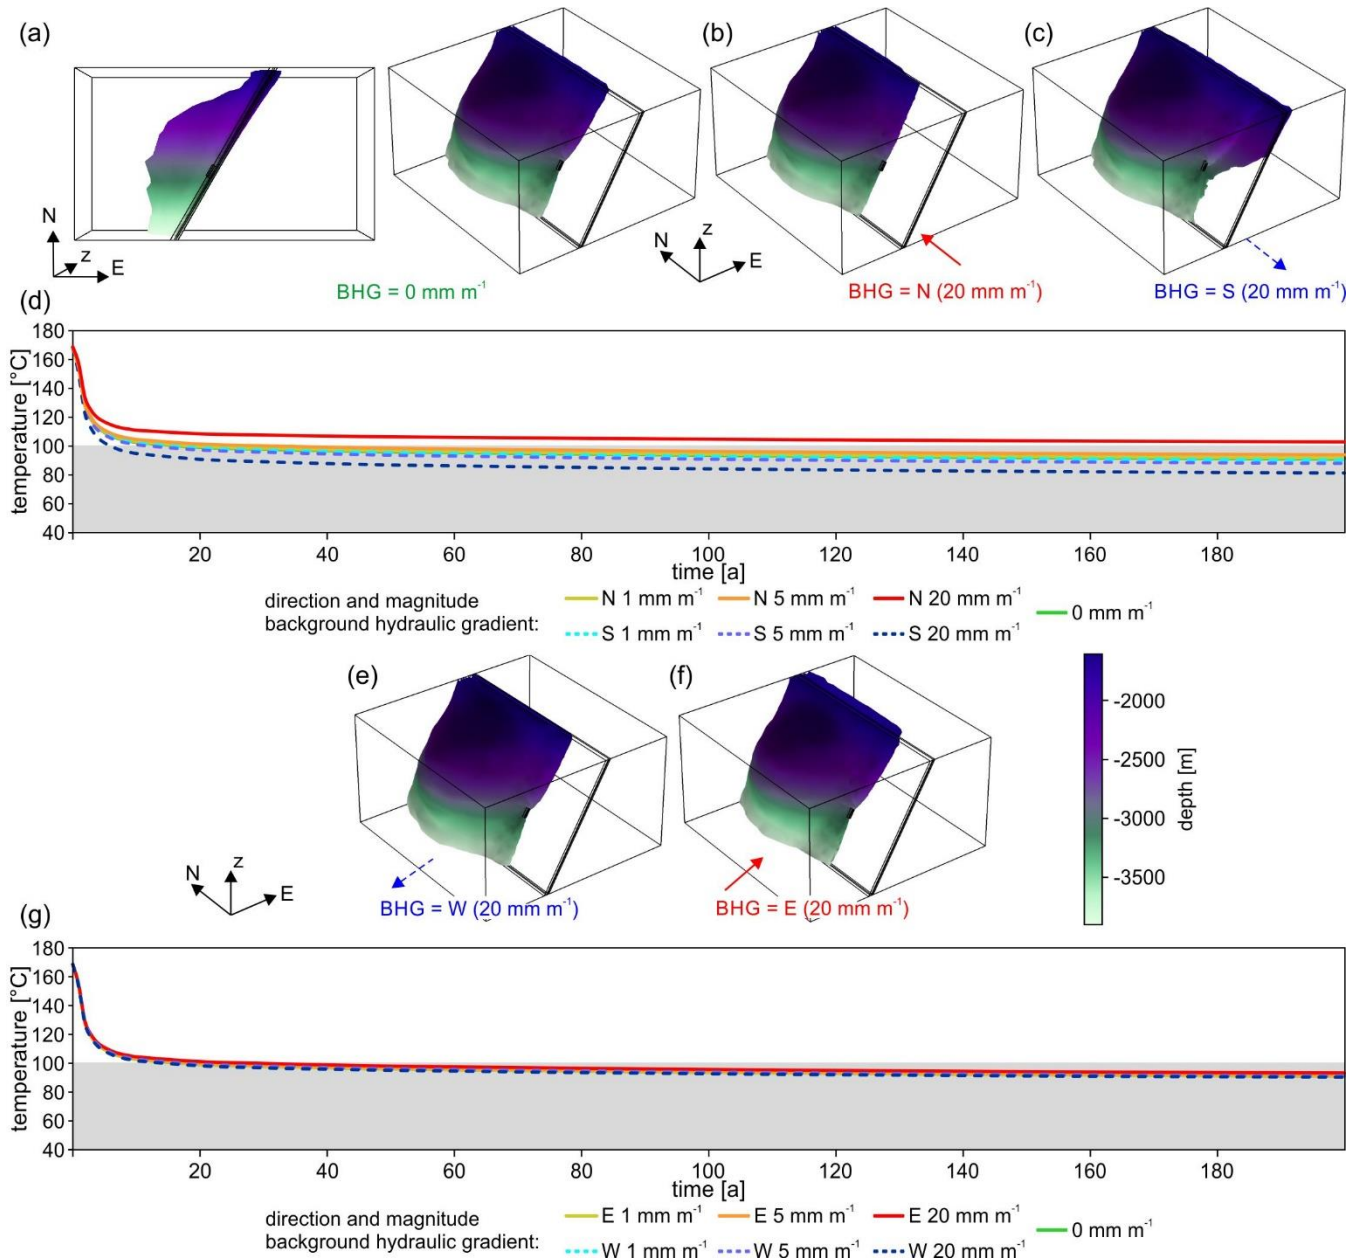 (a)
(b)
(c)
N
z
E
N
z
E
BHG = 0 mm m⁻¹
BHG = N (20 mm m⁻¹)
BHG = S (20 mm m⁻¹)
(d)
temperature [°C]
180
160
140
120
100
80
60
40
20 40 60 80 100 120 140 160 180
time [a]
direction and magnitude
background hydraulic gradient:
N 1 mm m⁻¹ N 5 mm m⁻¹ N 20 mm m⁻¹ 0 mm m⁻¹
S 1 mm m⁻¹ S 5 mm m⁻¹ S 20 mm m⁻¹
(e)
(f)
N
z
E
BHG = W (20 mm m⁻¹)
BHG = E (20 mm m⁻¹)
-2000
-2500
-3000
-3500
depth [m]
(g)
temperature [°C]
180
160
140
120
100
80
60
40
20 40 60 80 100 120 140 160 180
time [a]
direction and magnitude
background hydraulic gradient:
E 1 mm m⁻¹ E 5 mm m⁻¹ E 20 mm m⁻¹ 0 mm m⁻¹
W 1 mm m⁻¹ W 5 mm m⁻¹ W 20 mm m⁻¹